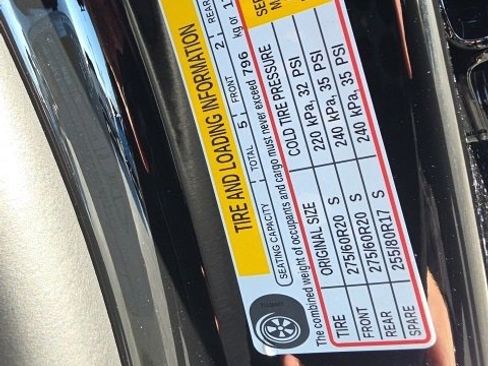 TIRE AND LOADING INFORMATION
SEATING CAPACITY TOTAL 5 FRONT 2 REAR
The combined weight of occupants and cargo must never exceed 796 kg or
TIRE ORIGINAL SIZE COLD TIRE PRESSURE
FRONT 275/60R20 S 220 kPa, 32 PSI
REAR 275/60R20 S 240 kPa, 35 PSI
SPARE 255/80R17 S 240 kPa, 35 PSI